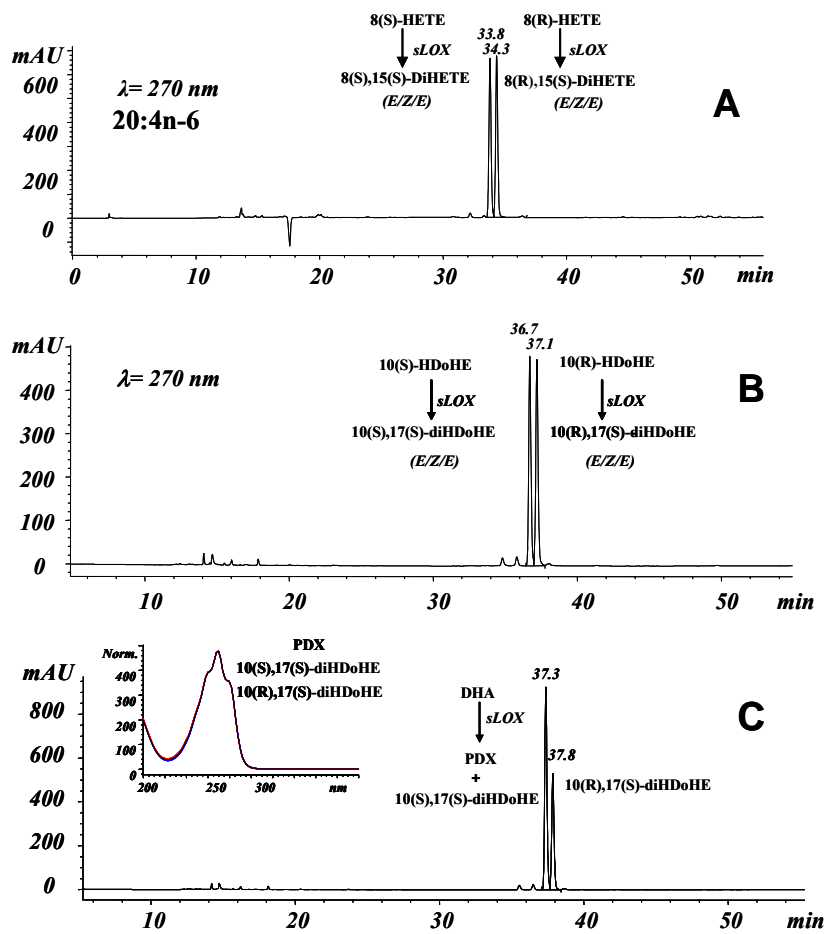 8(S)-HETE
8(R)-HETE
sLOX
33.8
34.3
sLOX
8(S),15(S)-DiHETE
8(R),15(S)-DiHETE
(E/Z/E)
(E/Z/E)
A
mAU
λ= 270 nm
20:4n-6
600
400
200
0
0 10 20 30 40 50 min
mAU
λ= 270 nm
36.7
37.1
10(S)-HDoHE
10(R)-HDoHE
sLOX
sLOX
10(S),17(S)-diHDoHE
10(R),17(S)-diHDoHE
(E/Z/E)
(E/Z/E)
B
400
300
200
100
0
10 20 30 40 50 min
mAU
Norm.
PDX
10(S),17(S)-diHDoHE
10(R),17(S)-diHDoHE
400
300
200
100
0
200 250 300 nm
37.3
37.8
DHA
sLOX
PDX
+
10(S),17(S)-diHDoHE
10(R),17(S)-diHDoHE
C
800
600
400
200
0
10 20 30 40 50 min